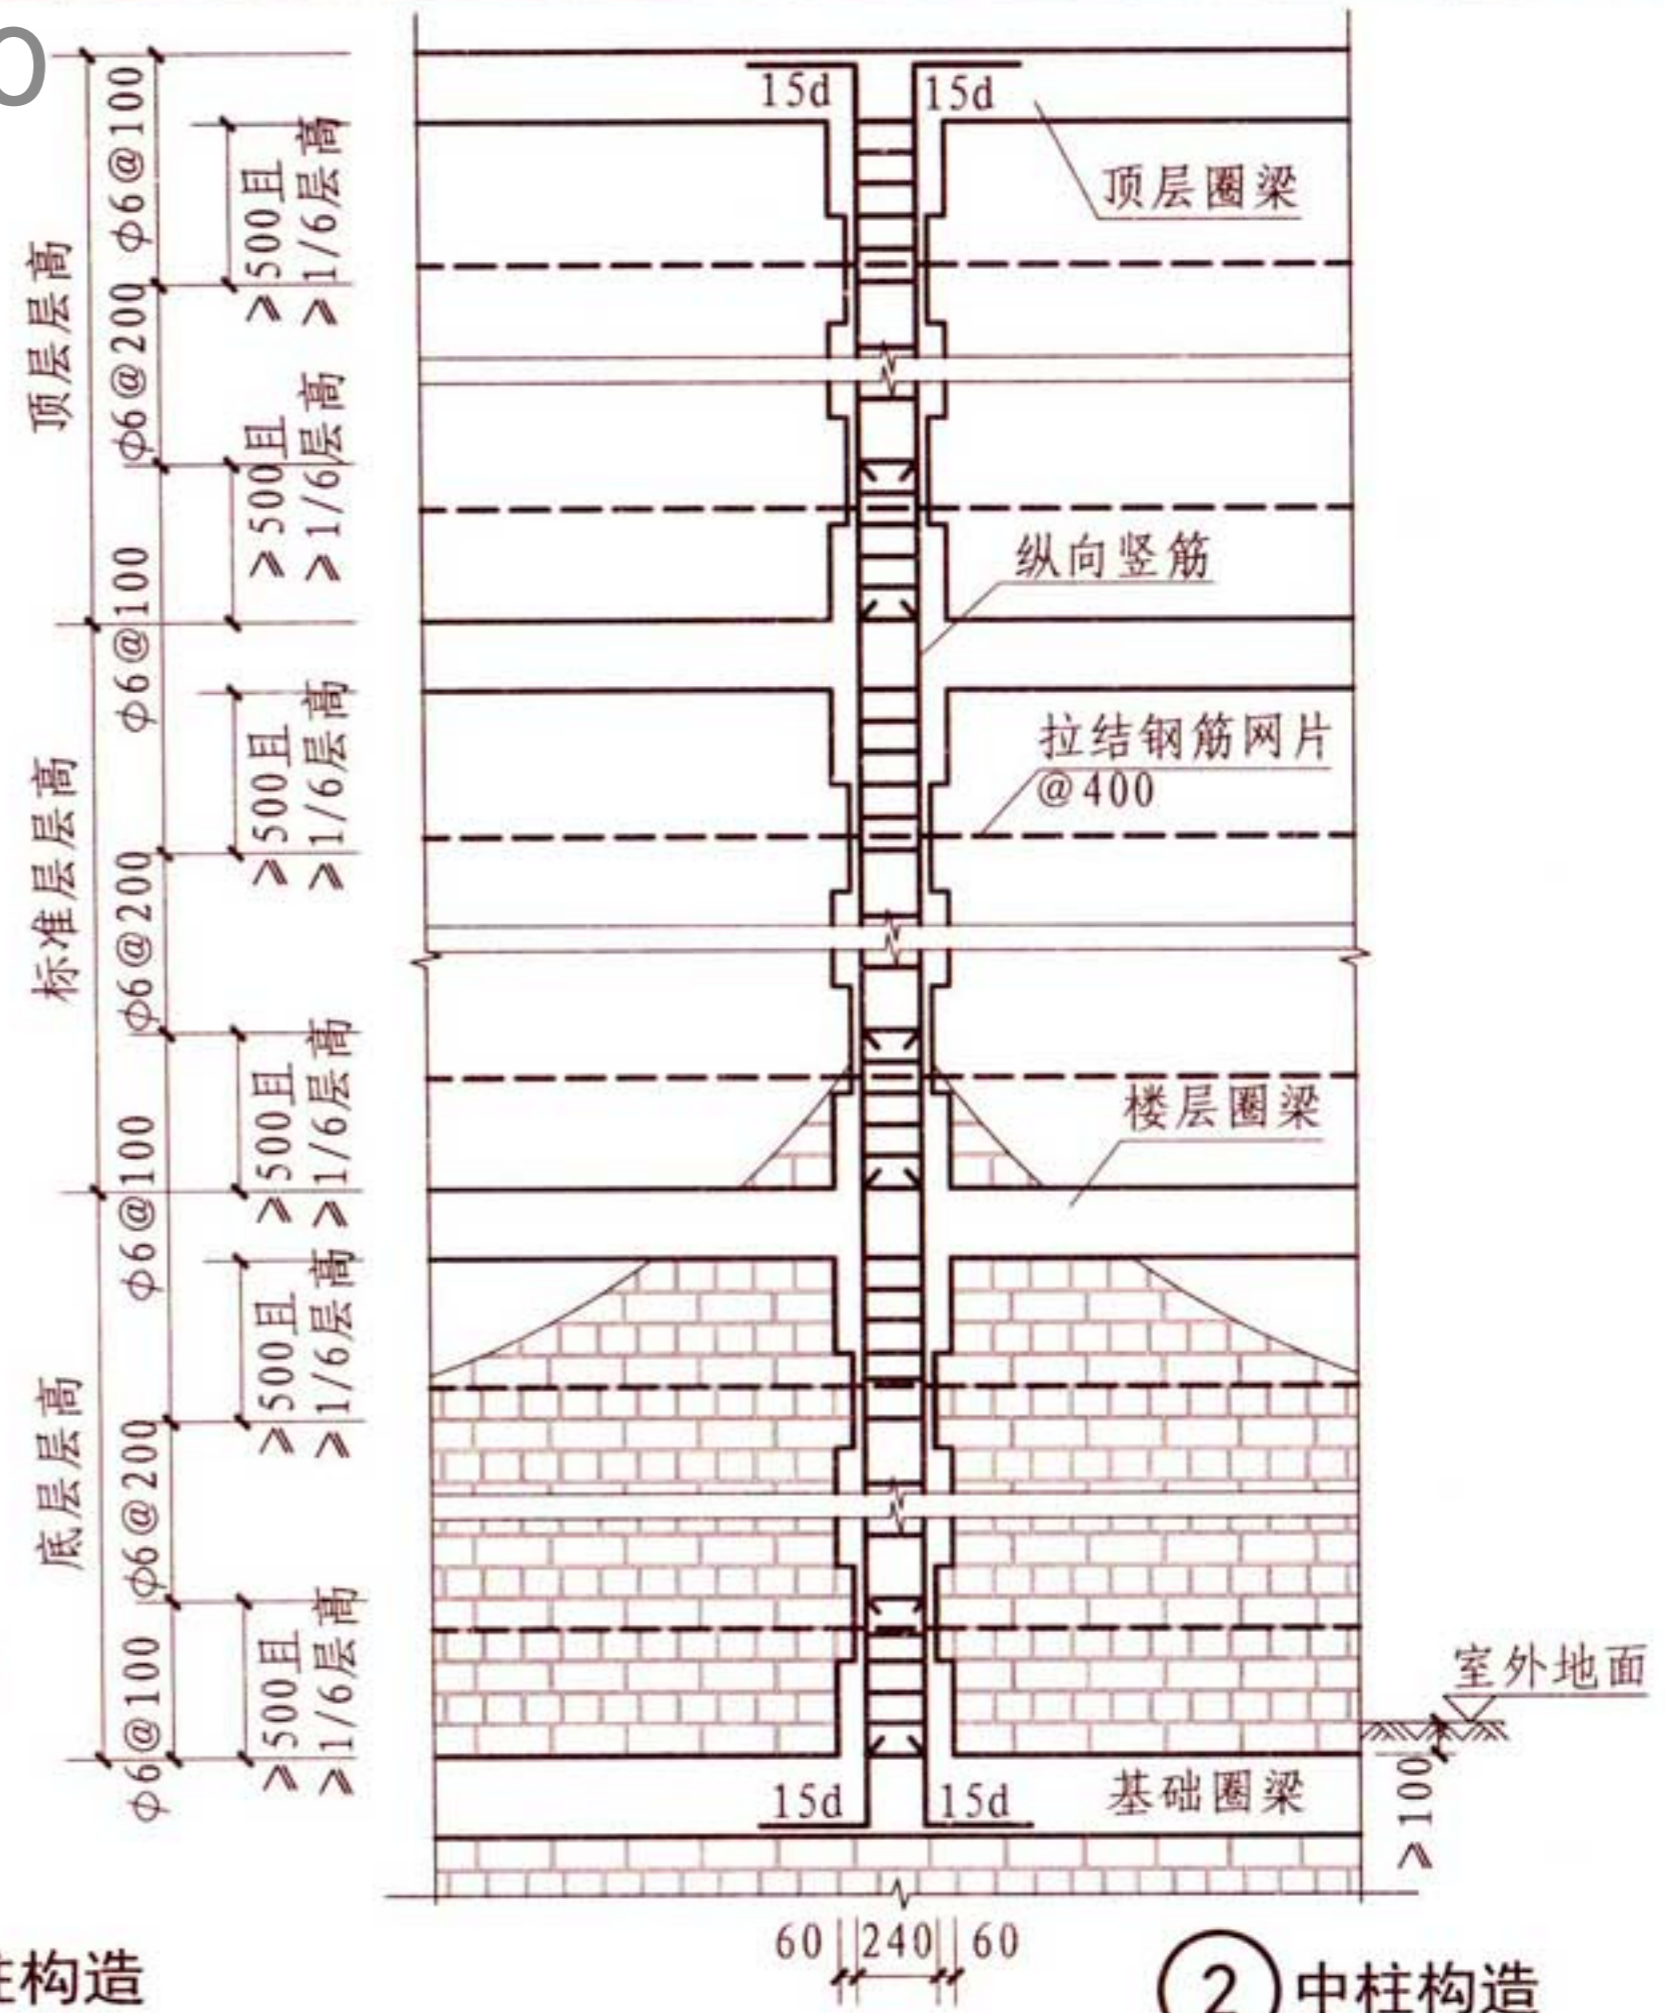 15d 15d
顶层圈梁
纵向竖筋
拉结钢筋网片
@400
楼层圈梁
室外地面
≥100
基础圈梁
15d 15d
60 240 60
顶层层高
标准层层高
底层层高
ϕ6@100
ϕ6@200
ϕ6@100
ϕ6@200
ϕ6@100
ϕ6@200
ϕ6@100
≥500且
≥1/6层高
≥500且
≥1/6层高
≥500且
≥1/6层高
≥500且
≥1/6层高
≥500且
≥1/6层高
≥500且
≥1/6层高
柱构造
2 中柱构造